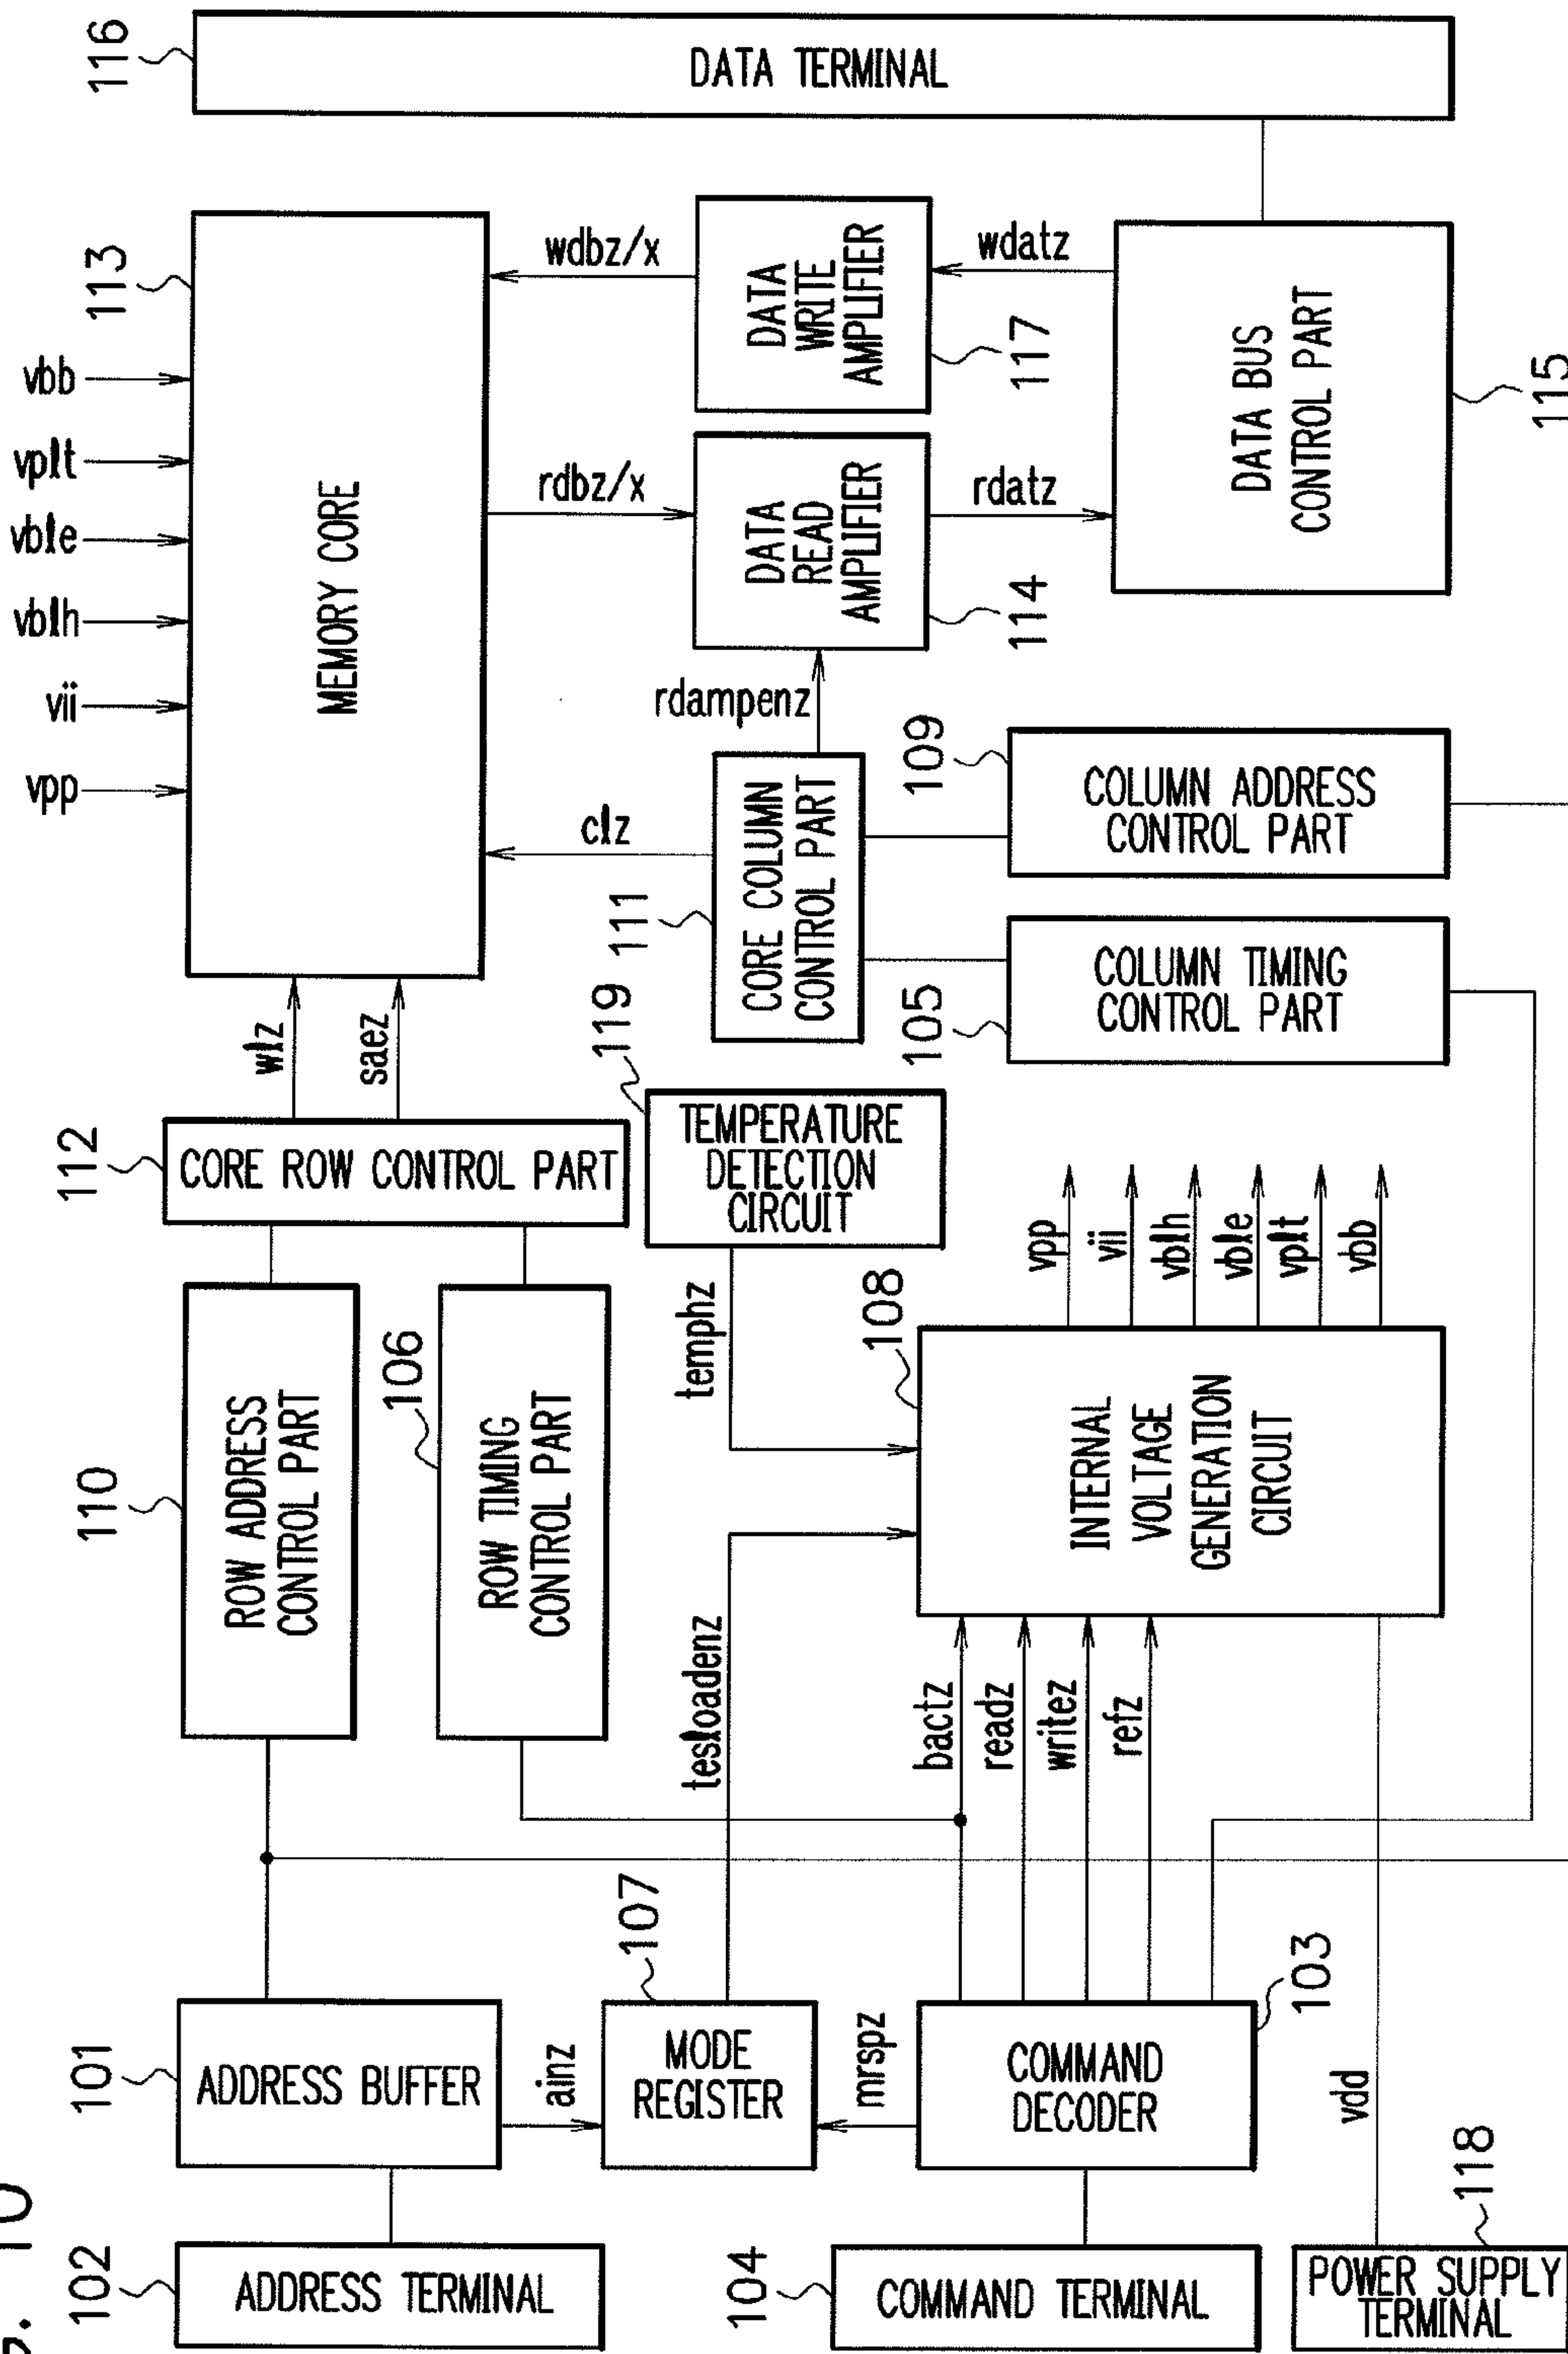 116
DATA TERMINAL
113
MEMORY CORE
vbb
vplt
vble
vblh
vii
vpp
wdbz/x
rdbz/x
clz
DATA
WRITE
AMPLIFIER
117
DATA
READ
AMPLIFIER
114
wdatz
rdatz
DATA BUS
CONTROL PART
115
rdampenz
111
CORE COLUMN
CONTROL PART
109
COLUMN ADDRESS
CONTROL PART
105
COLUMN TIMING
CONTROL PART
wlz
saez
112
CORE ROW CONTROL PART
119
TEMPERATURE
DETECTION
CIRCUIT
temphz
110
ROW ADDRESS
CONTROL PART
106
ROW TIMING
CONTROL PART
108
INTERNAL
VOLTAGE
GENERATION
CIRCUIT
vpp
vii
vblh
vble
vplt
vbb
tesloadenz
bactz
readz
writez
refz
101
ADDRESS BUFFER
ainz
107
MODE
REGISTER
mrspz
103
COMMAND
DECODER
vdd
102
ADDRESS TERMINAL
104
COMMAND TERMINAL
118
POWER SUPPLY
TERMINAL